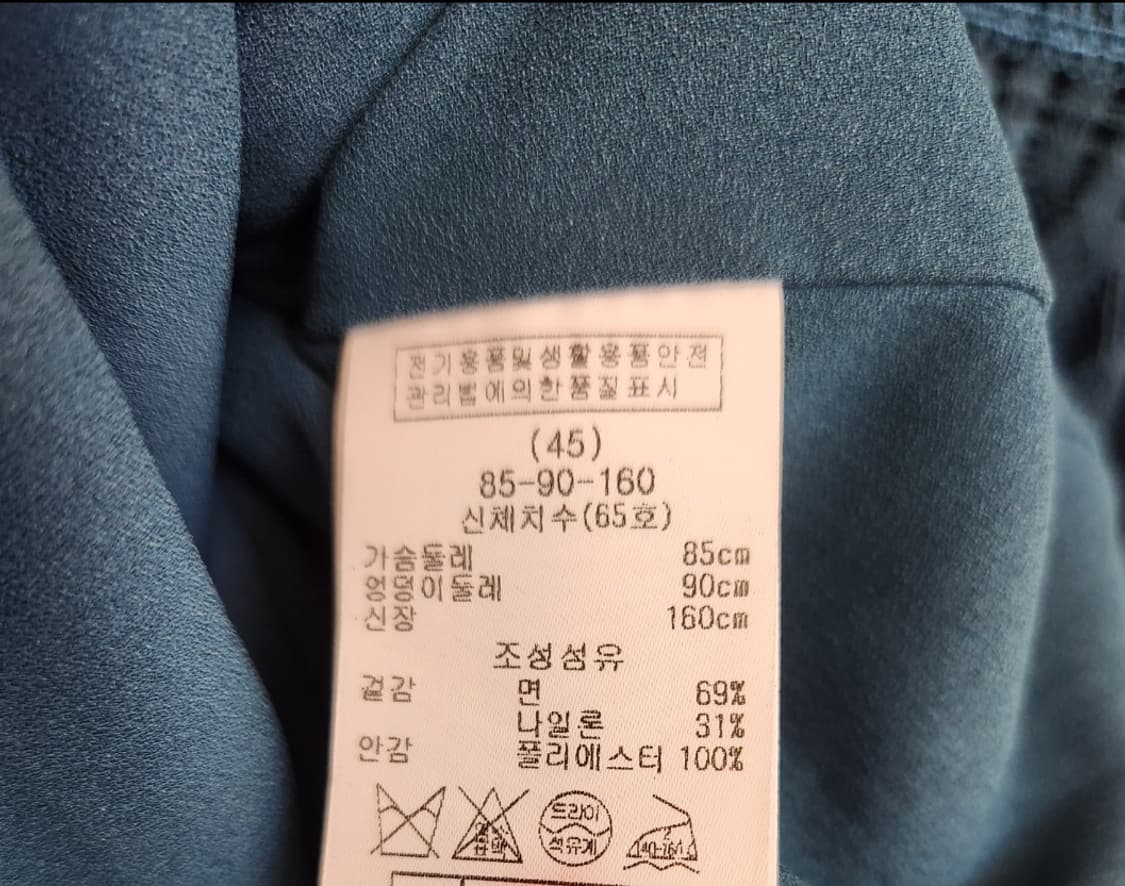 전기용품및생활용품안전
관리법에의한품질표시
(45)
85-90-160
신체치수(65호)
가슴둘레 85cm
엉덩이둘레 90cm
신장 160cm
조성섬유
겉감 면 69%
나일론 31%
안감 폴리에스터 100%
드라이
석유계